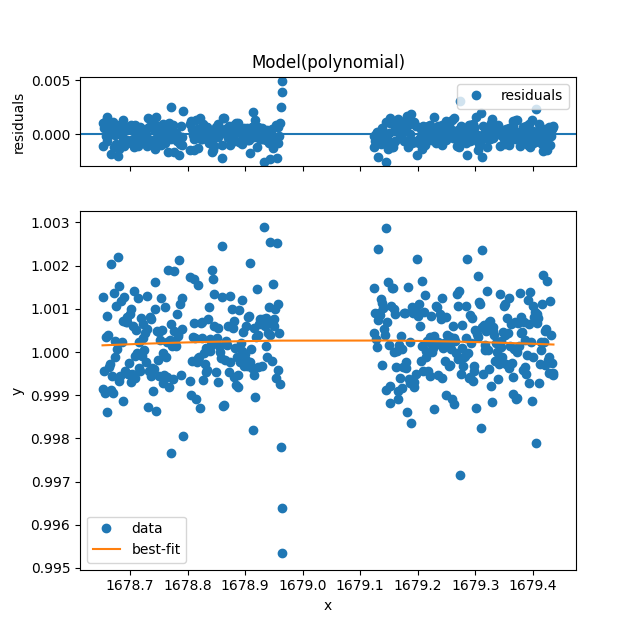 Model(polynomial)
0.005
0.000
residuals
residuals
1.003
1.002
1.001
1.000
0.999
0.998
0.997
0.996
0.995
y
data
best-fit
1678.7 1678.8 1678.9 1679.0 1679.1 1679.2 1679.3 1679.4
x